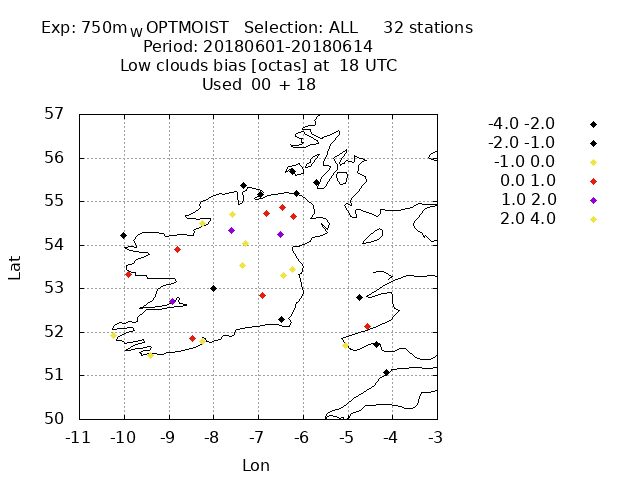 Exp: 750m W OPTMOIST   Selection: ALL     32 stations
Period: 20180601-20180614
Low clouds bias [octas] at  18 UTC
Used  00 + 18
-4.0 -2.0
-2.0 -1.0
-1.0 0.0
0.0 1.0
1.0 2.0
2.0 4.0
57
56
55
54
53
52
51
50
Lat
-11 -10 -9 -8 -7 -6 -5 -4 -3
Lon